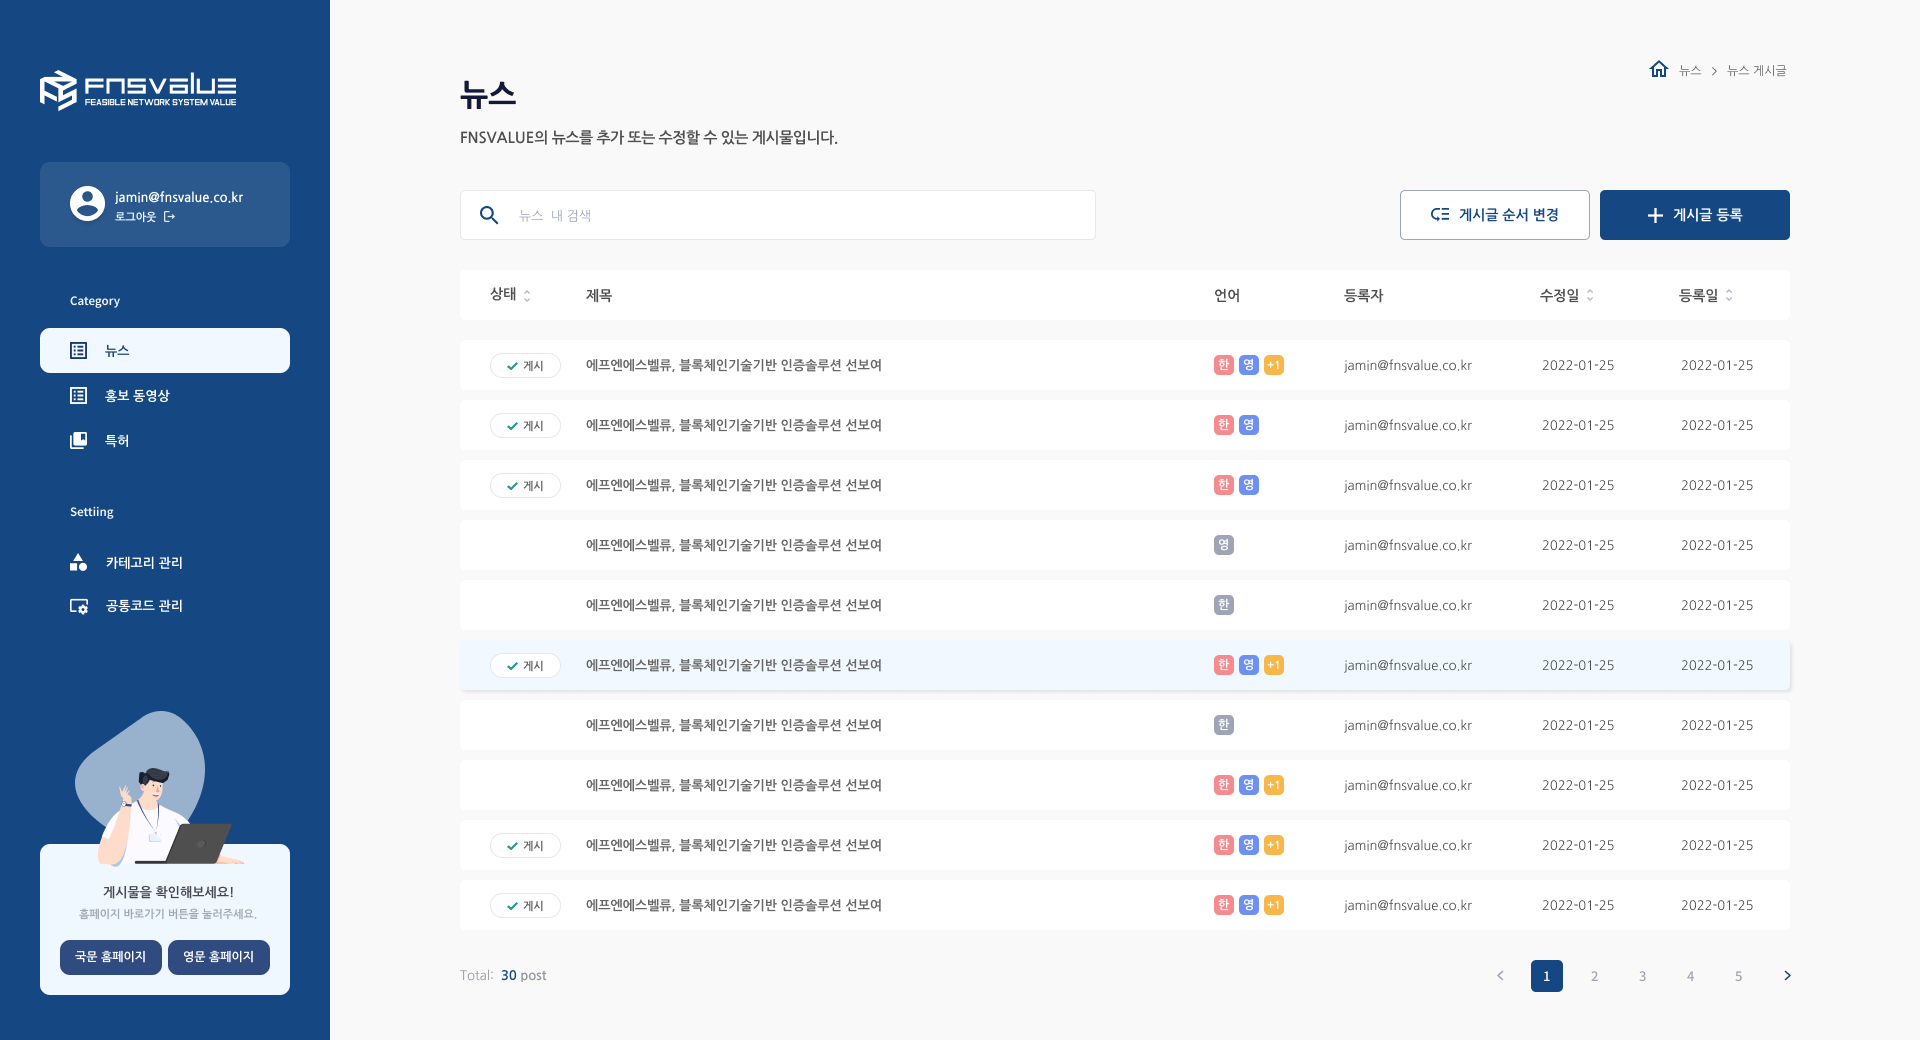 FNSVALUE
FEASIBLE NETWORK SYSTEM VALUE
jamin@fnsvalue.co.kr
로그아웃
Category
뉴스
홍보 동영상
특허
Settiing
카테고리 관리
공통코드 관리
게시물을 확인해보세요!
홈페이지 바로가기 버튼을 눌러주세요.
국문 홈페이지 영문 홈페이지
뉴스 > 뉴스 게시글
뉴스
FNSVALUE의 뉴스를 추가 또는 수정할 수 있는 게시물입니다.
뉴스 내 검색
게시글 순서 변경 + 게시글 등록
상태 제목 언어 등록자 수정일 등록일
게시 에프엔에스벨류, 블록체인기술기반 인증솔루션 선보여 한 영 +1 jamin@fnsvalue.co.kr 2022-01-25 2022-01-25
게시 에프엔에스벨류, 블록체인기술기반 인증솔루션 선보여 한 영 jamin@fnsvalue.co.kr 2022-01-25 2022-01-25
게시 에프엔에스벨류, 블록체인기술기반 인증솔루션 선보여 한 영 jamin@fnsvalue.co.kr 2022-01-25 2022-01-25
에프엔에스벨류, 블록체인기술기반 인증솔루션 선보여 영 jamin@fnsvalue.co.kr 2022-01-25 2022-01-25
에프엔에스벨류, 블록체인기술기반 인증솔루션 선보여 한 jamin@fnsvalue.co.kr 2022-01-25 2022-01-25
게시 에프엔에스벨류, 블록체인기술기반 인증솔루션 선보여 한 영 +1 jamin@fnsvalue.co.kr 2022-01-25 2022-01-25
에프엔에스벨류, 블록체인기술기반 인증솔루션 선보여 한 jamin@fnsvalue.co.kr 2022-01-25 2022-01-25
에프엔에스벨류, 블록체인기술기반 인증솔루션 선보여 한 영 +1 jamin@fnsvalue.co.kr 2022-01-25 2022-01-25
게시 에프엔에스벨류, 블록체인기술기반 인증솔루션 선보여 한 영 +1 jamin@fnsvalue.co.kr 2022-01-25 2022-01-25
게시 에프엔에스벨류, 블록체인기술기반 인증솔루션 선보여 한 영 +1 jamin@fnsvalue.co.kr 2022-01-25 2022-01-25
Total: 30 post < 1 2 3 4 5 >